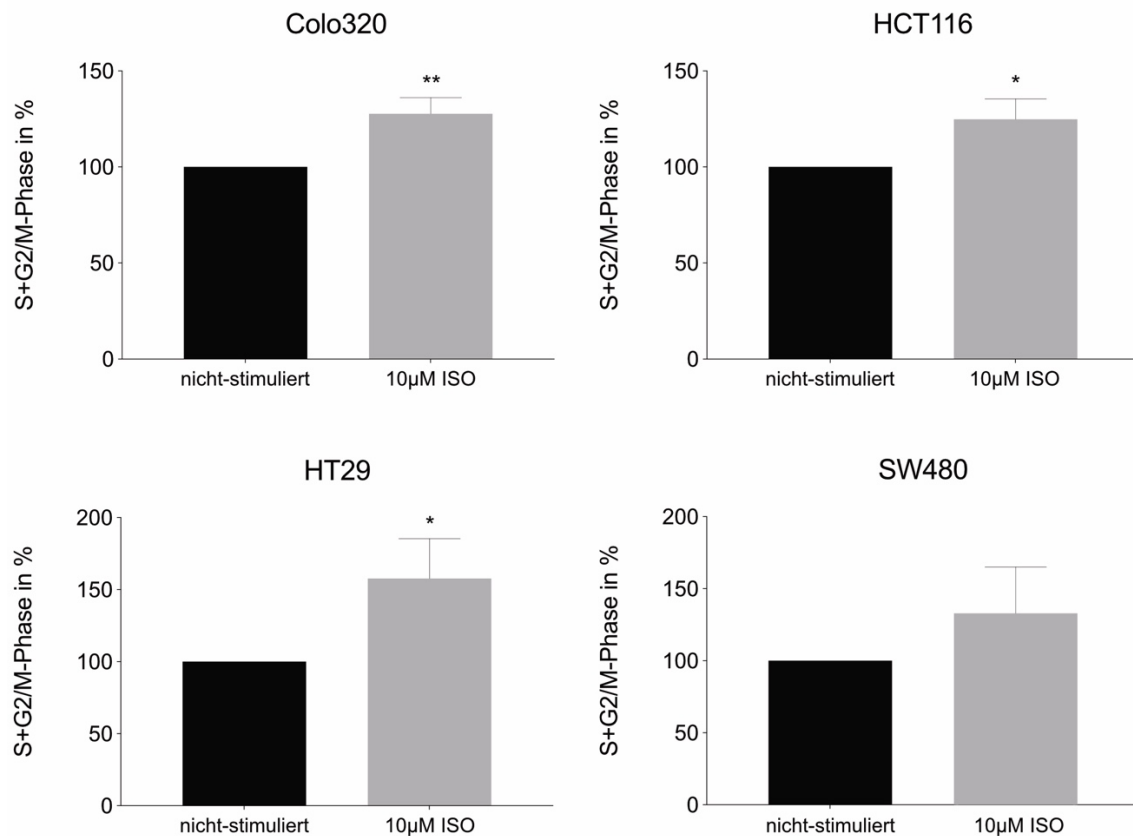 Colo320
S+G2/M-Phase in %
150
**
100
50
0
nicht-stimuliert
10µM ISO
HCT116
S+G2/M-Phase in %
150
*
100
50
0
nicht-stimuliert
10µM ISO
HT29
S+G2/M-Phase in %
200
*
150
100
50
0
nicht-stimuliert
10µM ISO
SW480
S+G2/M-Phase in %
200
150
100
50
0
nicht-stimuliert
10µM ISO